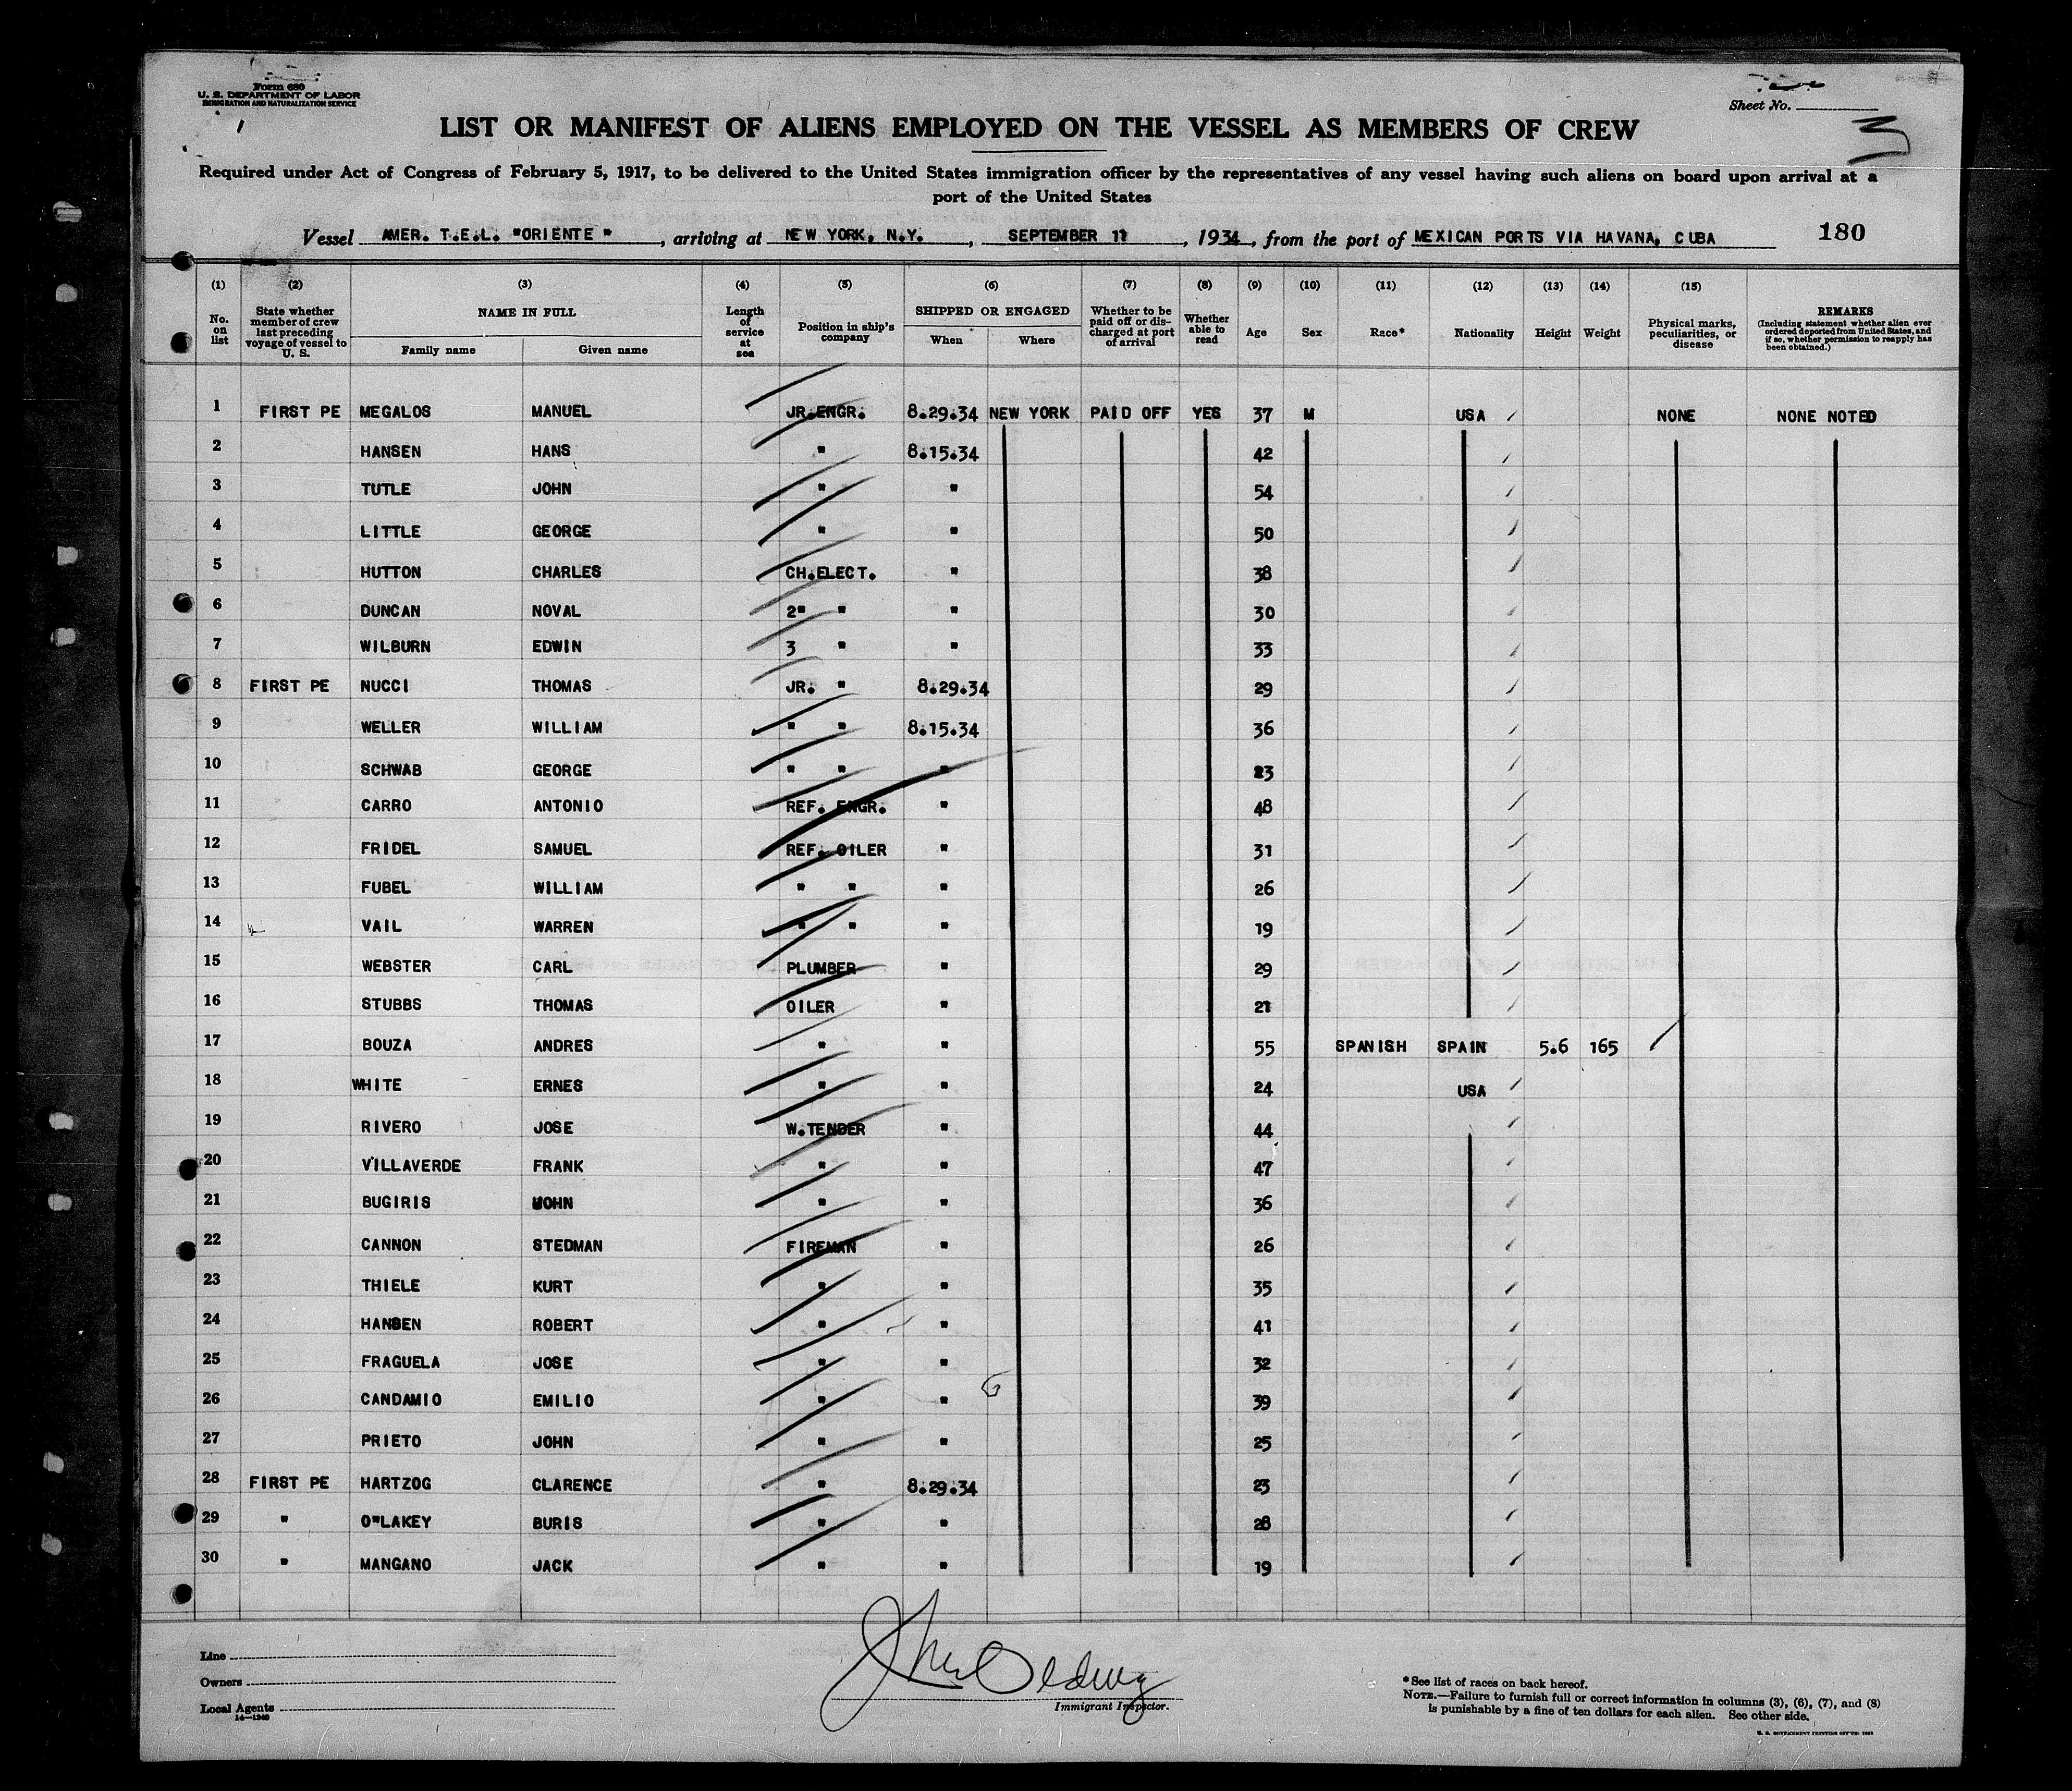 Form 680
U. S. DEPARTMENT OF LABOR
IMMIGRATION AND NATURALIZATION SERVICE
Sheet No.
LIST OR MANIFEST OF ALIENS EMPLOYED ON THE VESSEL AS MEMBERS OF CREW
Required under Act of Congress of February 5, 1917, to be delivered to the United States immigration officer by the representatives of any vessel having such aliens on board upon arrival at a
port of the United States
Vessel AMER. T.E.L. "ORIENTE", arriving at NEW YORK, N.Y., SEPTEMBER 11, 1934, from the port of MEXICAN PORTS VIA HAVANA, CUBA 180
(1) (2) (3) (4) (5) (6) (7) (8) (9) (10) (11) (12) (13) (14) (15)
No. on list
State whether member of crew last preceding voyage of vessel to U. S.
NAME IN FULL
Family name Given name
Length of service at sea
Position in ship's company
SHIPPED OR ENGAGED
When Where
Whether to be paid off or discharged at port of arrival
Whether able to read
Age
Sex
Race*
Nationality
Height
Weight
Physical marks, peculiarities, or disease
REMARKS
(Including statement whether alien ever ordered deported from United States, and if so, whether permission to reapply has been obtained.)
1 FIRST PE MEGALOS MANUEL JR.ENGR. 8.29.34 NEW YORK PAID OFF YES 37 M USA NONE NONE NOTED
2 HANSEN HANS " 8.15.34 42
3 TUTLE JOHN " " 54
4 LITTLE GEORGE " " 50
5 HUTTON CHARLES CH.ELECT. " 38
6 DUNCAN NOVAL 2" " " 30
7 WILBURN EDWIN 3 " " 33
8 FIRST PE NUCCI THOMAS JR. " 8.29.34 29
9 WELLER WILLIAM " " 8.15.34 36
10 SCHWAB GEORGE " " " 23
11 CARRO ANTONIO REF. ENGR. " 48
12 FRIDEL SAMUEL REF. OILER " 31
13 FUBEL WILLIAM " " " 26
14 VAIL WARREN " " " 19
15 WEBSTER CARL PLUMBER " 29
16 STUBBS THOMAS OILER " 21
17 BOUZA ANDRES " " 55 SPANISH SPAIN 5.6 165
18 WHITE ERNES " " 24 USA
19 RIVERO JOSE W.TENDER " 44
20 VILLAVERDE FRANK " " 47
21 BUGIRIS JOHN " " 36
22 CANNON STEDMAN FIREMAN " 26
23 THIELE KURT " " 35
24 HANSEN ROBERT " " 41
25 FRAGUELA JOSE " " 32
26 CANDAMIO EMILIO " " 39
27 PRIETO JOHN " " 25
28 FIRST PE HARTZOG CLARENCE " 8.29.34 23
29 " O"LAKEY BURIS " " 28
30 " MANGANO JACK " " 19
Line
Owners
Local Agents
14—1240
Immigrant Inspector.
*See list of races on back hereof.
NOTE.—Failure to furnish full or correct information in columns (3), (6), (7), and (8)
is punishable by a fine of ten dollars for each alien. See other side.